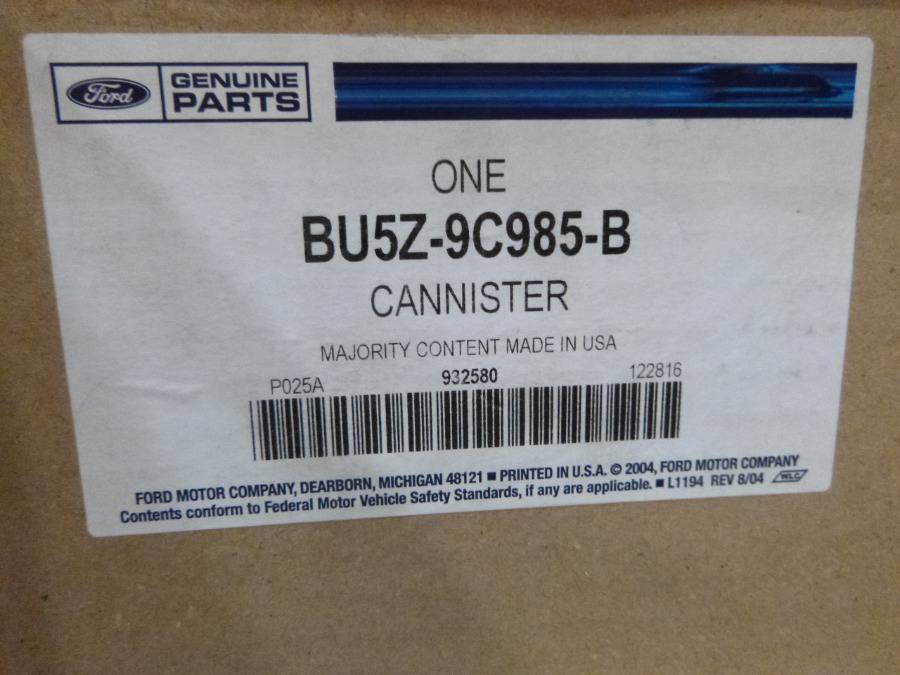 Ford
GENUINE
PARTS
ONE
BU5Z-9C985-B
CANNISTER
MAJORITY CONTENT MADE IN USA
P025A 932580 122816
FORD MOTOR COMPANY, DEARBORN, MICHIGAN 48121 ■ PRINTED IN U.S.A. © 2004, FORD MOTOR COMPANY
Contents conform to Federal Motor Vehicle Safety Standards, if any are applicable. ■ L1194 REV 8/04 WLC